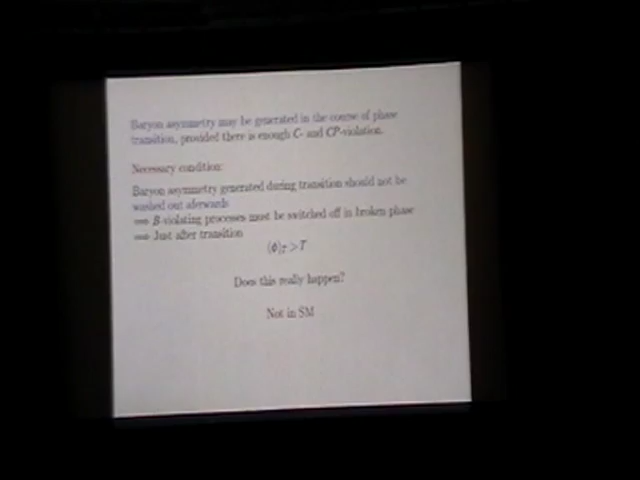 Baryon asymmetry may be generated in the course of phase
transition, provided there is enough C- and CP-violation.
Necessary condition:
Baryon asymmetry generated during transition should not be
washed out aferwards
⟹ B-violating processes must be switched off in broken phase
⟹ Just after transition
⟨ϕ⟩_T > T
Does this really happen?
Not in SM